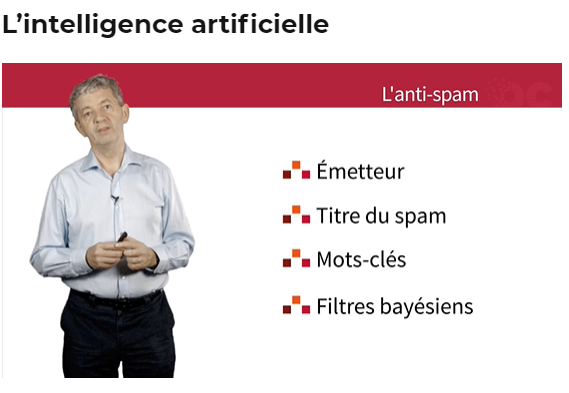 L’intelligence artificielle
L'anti-spam
Émetteur
Titre du spam
Mots-clés
Filtres bayésiens